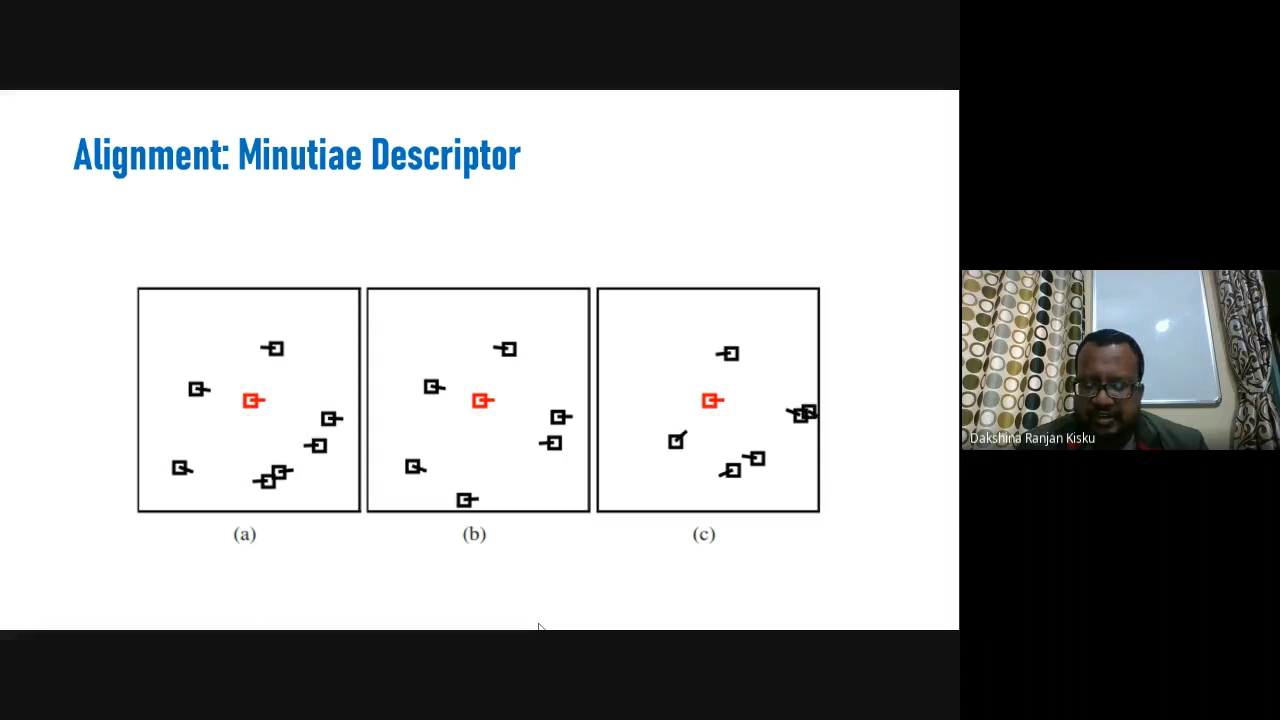 Alignment: Minutiae Descriptor
(a)
(b)
(c)
Dakshina Ranjan Kisku